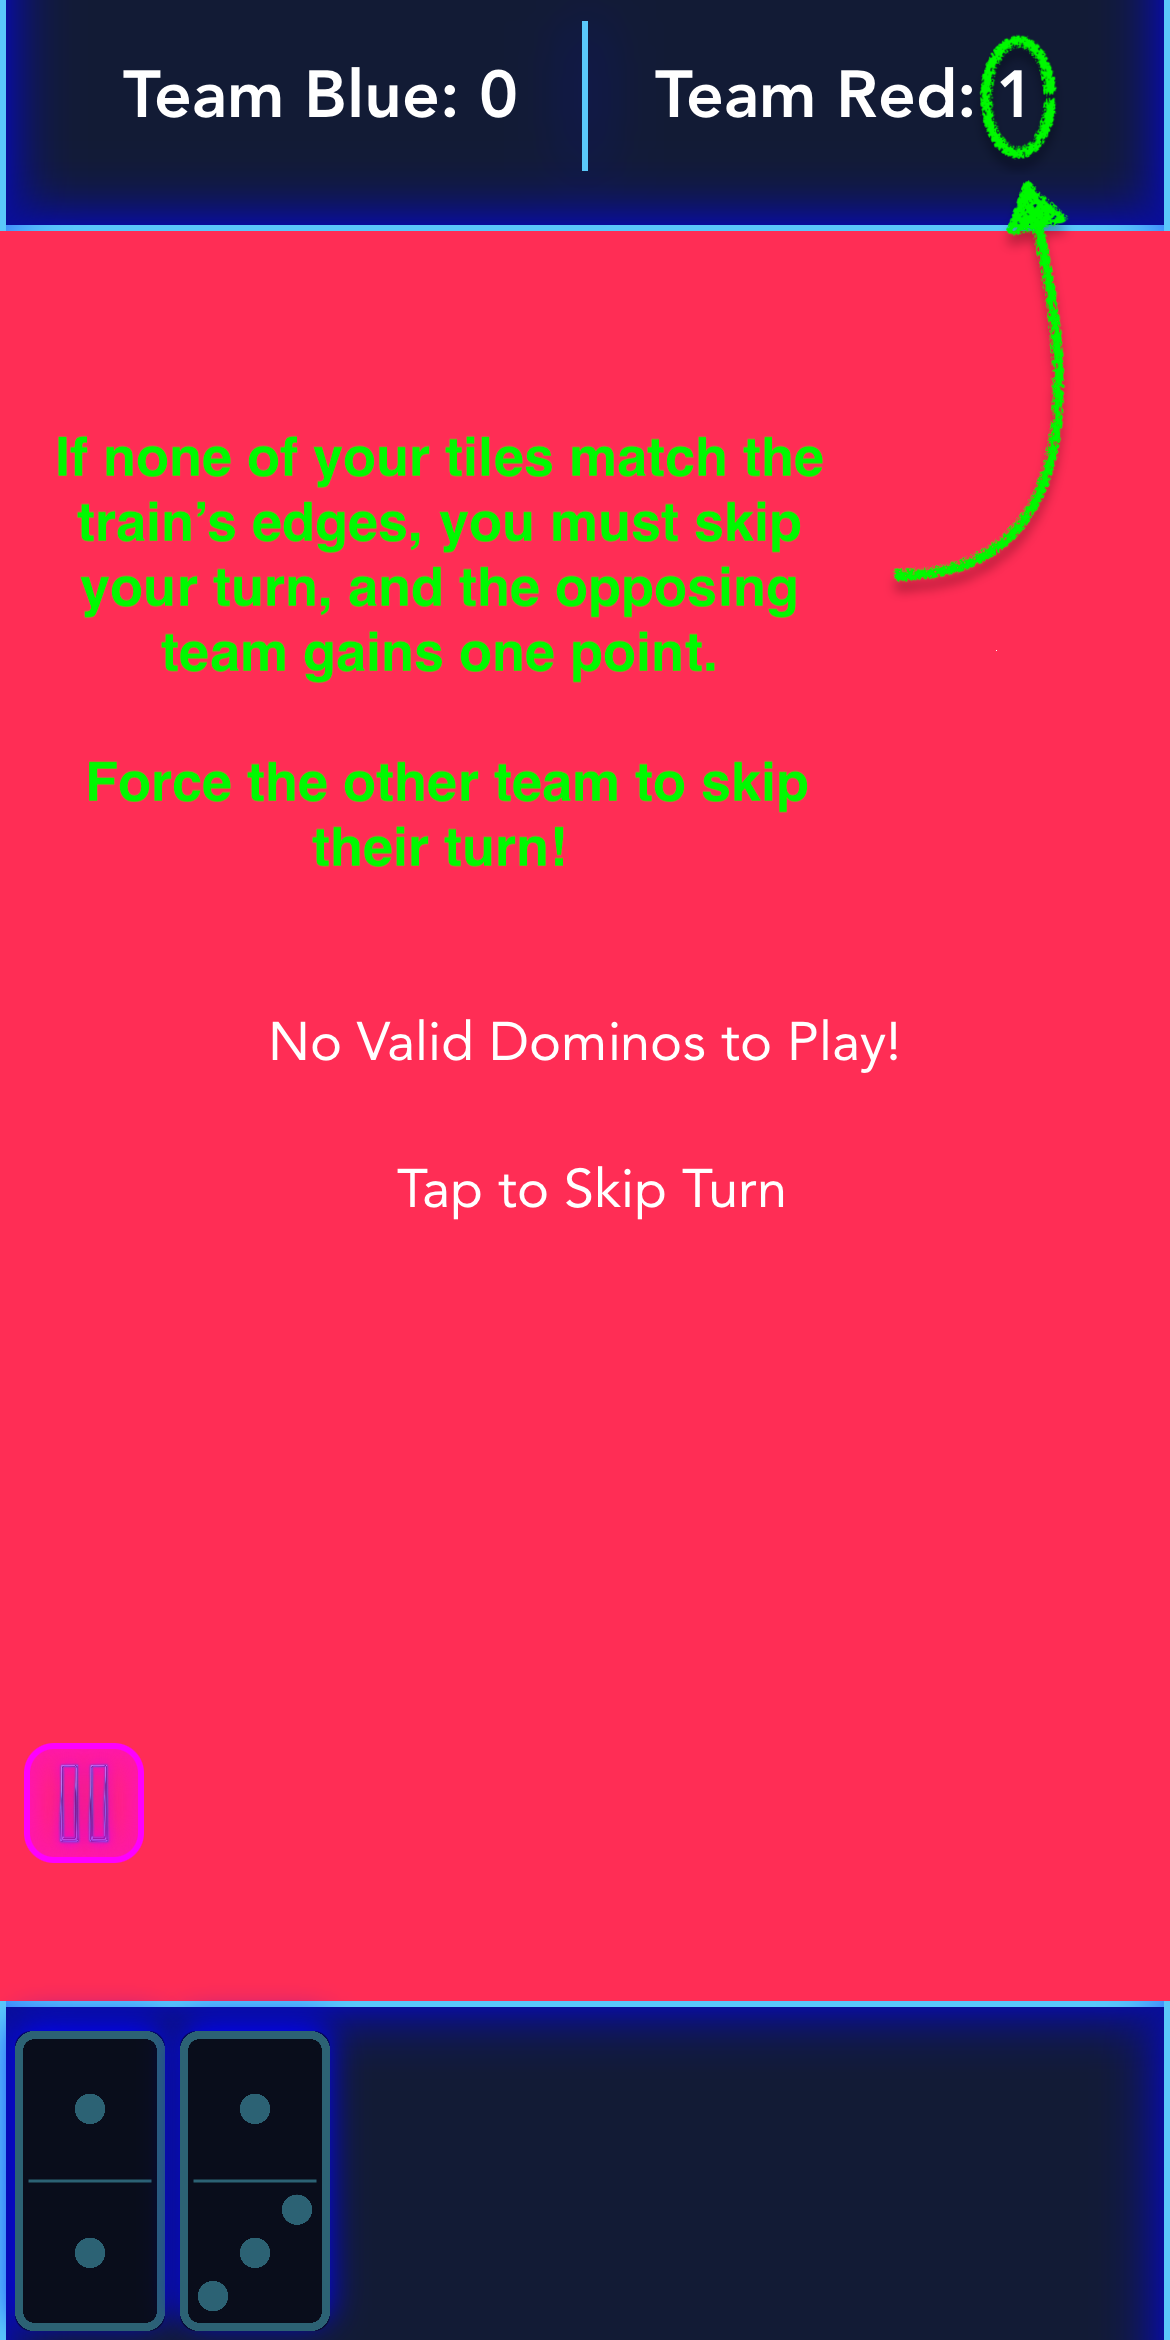 Team Blue: 0
Team Red: 1
If none of your tiles match the
train’s edges, you must skip
your turn, and the opposing
team gains one point.
Force the other team to skip
their turn!
No Valid Dominos to Play!
Tap to Skip Turn